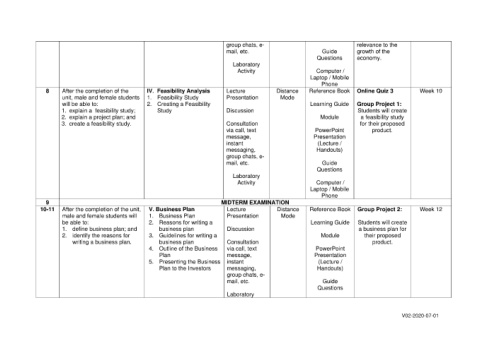 group chats, e-
mail, etc.
Laboratory
Activity
Guide
Questions
Computer /
Laptop / Mobile
Phone
relevance to the
growth of the
economy.
8
After the completion of the
unit, male and female students
will be able to:
1. explain a feasibility study;
2. explain a project plan; and
3. create a feasibility study.
IV. Feasibility Analysis
1. Feasibility Study
2. Creating a Feasibility
Study
Lecture
Presentation
Discussion
Consultation
via call, text
message,
instant
messaging,
group chats, e-
mail, etc.
Laboratory
Activity
Distance
Mode
Reference Book
Learning Guide
Module
PowerPoint
Presentation
(Lecture /
Handouts)
Guide
Questions
Computer /
Laptop / Mobile
Phone
Online Quiz 3
Group Project 1:
Students will create
a feasibility study
for their proposed
product.
Week 10
9
MIDTERM EXAMINATION
10-11
After the completion of the unit,
male and female students will
be able to:
1. define business plan; and
2. identify the reasons for
writing a business plan.
V. Business Plan
1. Business Plan
2. Reasons for writing a
business plan
3. Guidelines for writing a
business plan
4. Outline of the Business
Plan
5. Presenting the Business
Plan to the Investors
Lecture
Presentation
Discussion
Consultation
via call, text
message,
instant
messaging,
group chats, e-
mail, etc.
Laboratory
Distance
Mode
Reference Book
Learning Guide
Module
PowerPoint
Presentation
(Lecture /
Handouts)
Guide
Questions
Group Project 2:
Students will create
a business plan for
their proposed
product.
Week 12
V02-2020-07-01